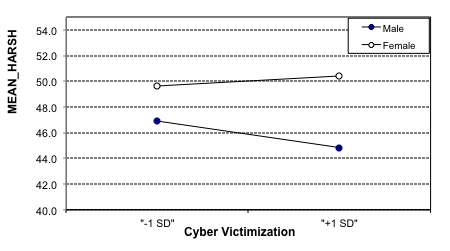 Male
Female
MEAN_HARSH
54.0
52.0
50.0
48.0
46.0
44.0
42.0
40.0
"-1 SD"
"+1 SD"
Cyber Victimization